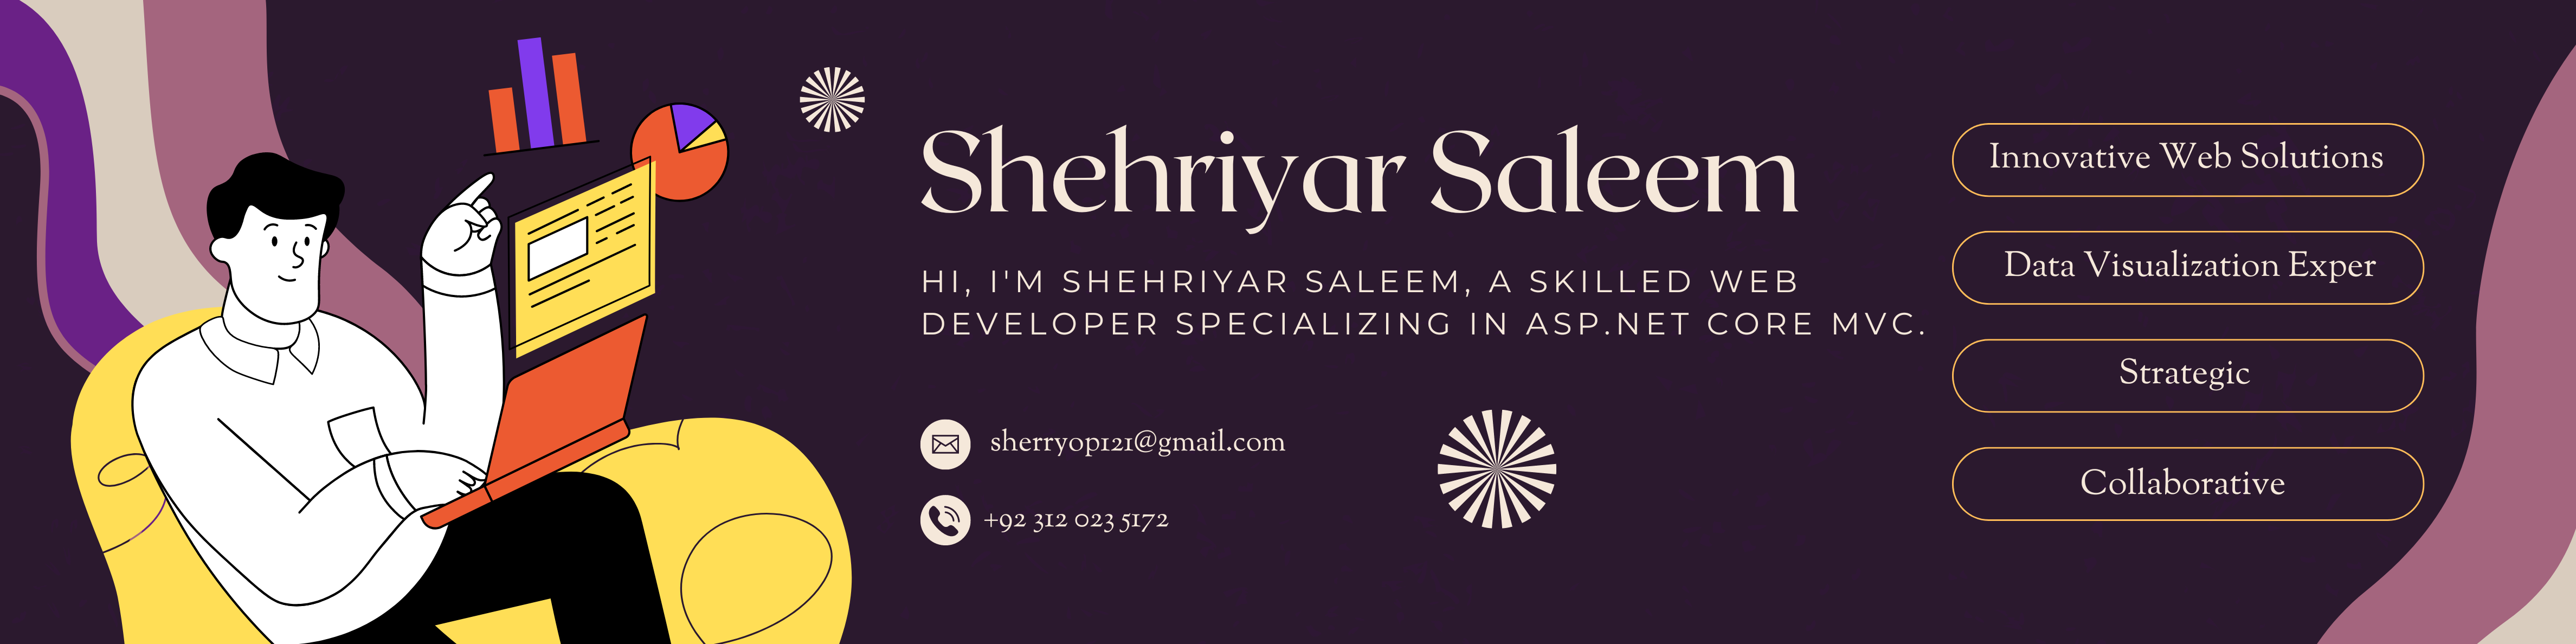 Shehriyar Saleem
HI, I'M SHEHRIYAR SALEEM, A SKILLED WEB
DEVELOPER SPECIALIZING IN ASP.NET CORE MVC.
sherryop121@gmail.com
+92 312 023 5172
Innovative Web Solutions
Data Visualization Exper
Strategic
Collaborative